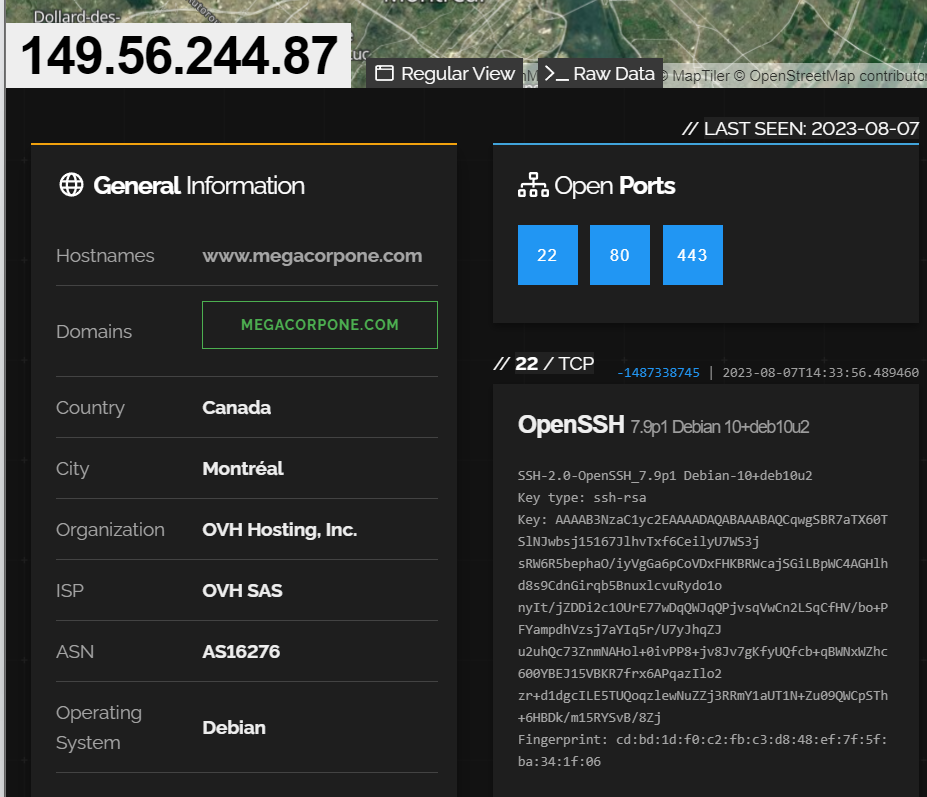 Dollard-des-
Montréal
149.56.244.87
Regular View
Raw Data
MapTiler © OpenStreetMap contributor
// LAST SEEN: 2023-08-07
General Information
Hostnames www.megacorpone.com
Domains MEGACORPONE.COM
Country Canada
City Montréal
Organization OVH Hosting, Inc.
ISP OVH SAS
ASN AS16276
Operating System Debian
Open Ports
22 80 443
// 22 / TCP
-1487338745 | 2023-08-07T14:33:56.489460
OpenSSH 7.9p1 Debian 10+deb10u2
SSH-2.0-OpenSSH_7.9p1 Debian-10+deb10u2
Key type: ssh-rsa
Key: AAAAB3NzaC1yc2EAAAADAQABAAABAQCqwgSBR7aTX60T
SlNJwbsj15167JlhvTxf6CeilyU7WS3j
sRW6R5bephaO/iyVgGa6pCoVDxFHKBRWcajSGiLBpWC4AGHlh
d8s9CdnGirqb5BnuxlcvuRydo1o
nyIt/jZDDi2c1OUrE77wDqQWJqQPjvsqVwCn2LSqCfHV/bo+P
FYampdhVzsj7aYIq5r/U7yJhqZJ
u2uhQc73ZnmNAHol+0ivPP8+jv8Jv7gKfyUQfcb+qBWNxWZhc
600YBEJ15VBKR7frx6APqazIlo2
zr+d1dgcILE5TUQoqzlewNuZZj3RRmY1aUT1N+Zu09QWCpSTh
+6HBDk/m15RYSvB/8Zj
Fingerprint: cd:bd:1d:f0:c2:fb:c3:d8:48:ef:7f:5f:
ba:34:1f:06